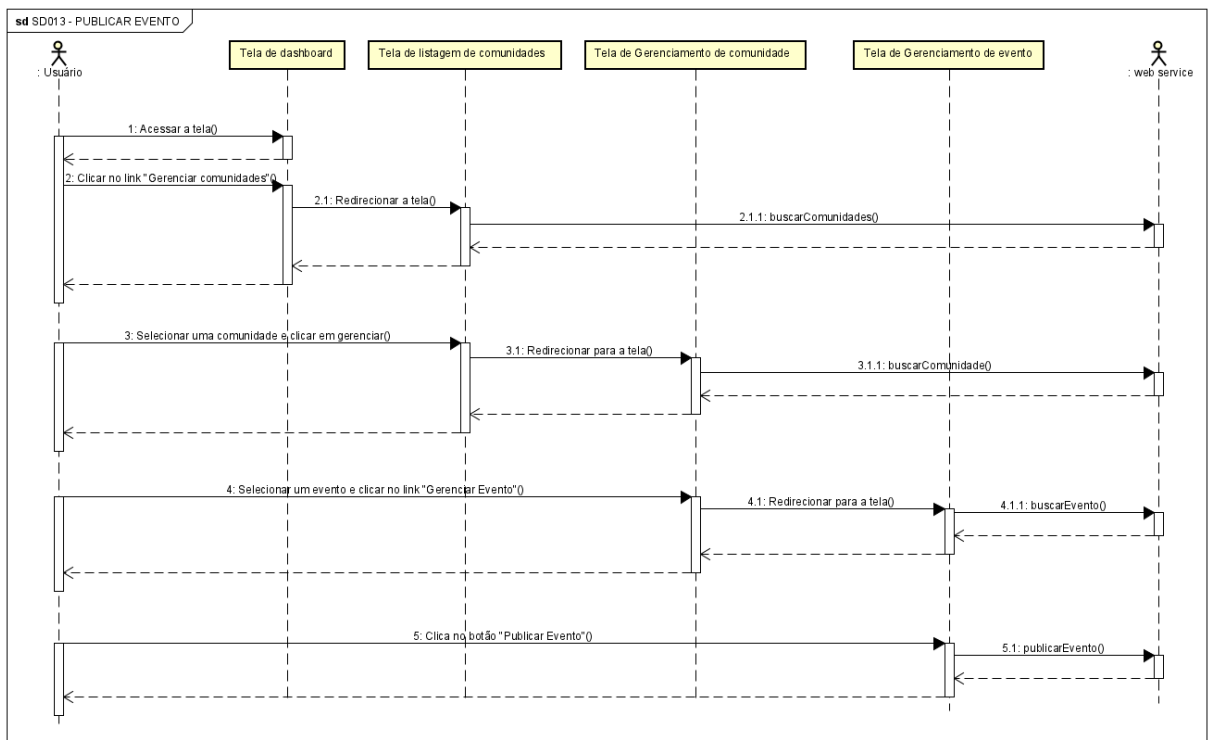 sd SD013 - PUBLICAR EVENTO
: Usuário
Tela de dashboard
Tela de listagem de comunidades
Tela de Gerenciamento de comunidade
Tela de Gerenciamento de evento
: web service
1: Acessar a tela()
2: Clicar no link "Gerenciar comunidades"()
2.1: Redirecionar a tela()
2.1.1: buscarComunidades()
3: Selecionar uma comunidade e clicar em gerenciar()
3.1: Redirecionar para a tela()
3.1.1: buscarComunidade()
4: Selecionar um evento e clicar no link "Gerenciar Evento"()
4.1: Redirecionar para a tela()
4.1.1: buscarEvento()
5: Clica no botão "Publicar Evento"()
5.1: publicarEvento()